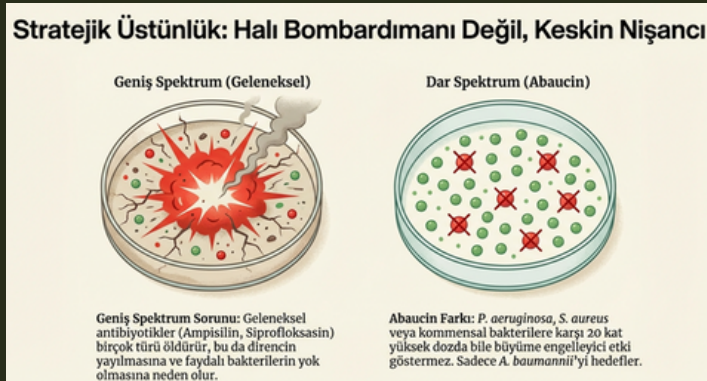 Stratejik Üstünlük: Halı Bombardımanı Değil, Keskin Nişancı
Geniş Spektrum (Geleneksel)
Geniş Spektrum Sorunu: Geleneksel
antibiyotikler (Ampisilin, Siprofloksasin)
birçok türü öldürür, bu da direncin
yayılmasına ve faydalı bakterilerin yok
olmasına neden olur.
Dar Spektrum (Abaucin)
Abaucin Farkı: P. aeruginosa, S. aureus
veya kommensal bakterilere karşı 20 kat
yüksek dozda bile büyüme engelleyici etki
göstermez. Sadece A. baumannii'yi hedefler.